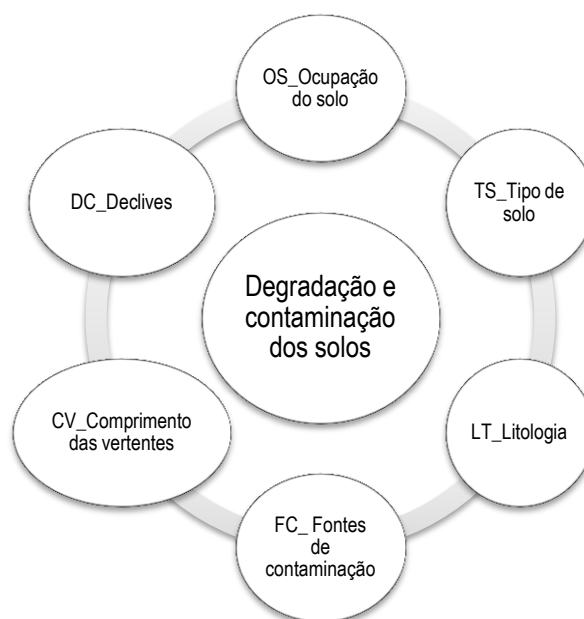 OS_Ocupação
do solo
TS_Tipo de
solo
LT_Litologia
FC_ Fontes
de
contaminação
CV_Comprimento
das vertentes
DC_Declives
Degradação e
contaminação
dos solos